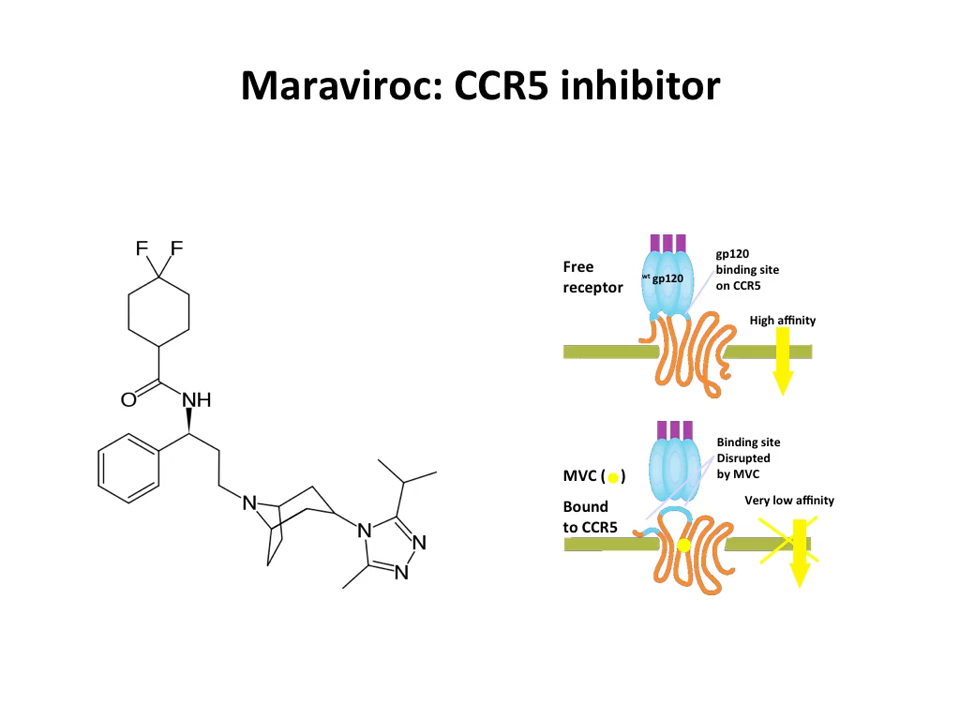 Maraviroc: CCR5 inhibitor
F F
O
NH
N
N
N
N
Free
receptor
wt gp120
gp120
binding site
on CCR5
High affinity
MVC ( )
Bound
to CCR5
Binding site
Disrupted
by MVC
Very low affinity